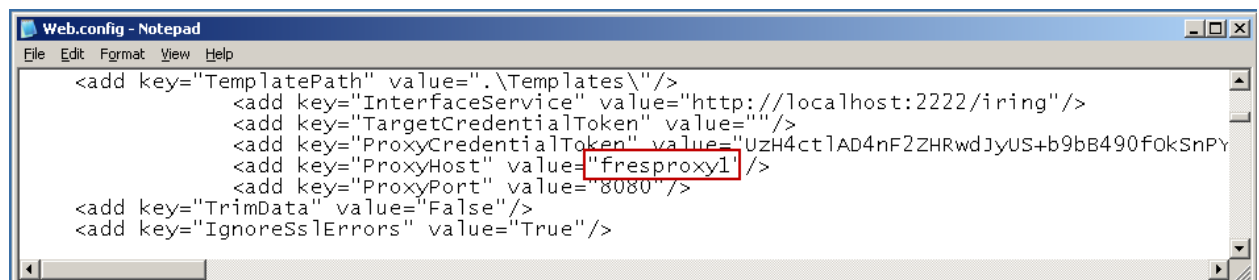 Web.config - Notepad
File Edit Format View Help
<add key="TemplatePath" value=".\Templates\"/>
<add key="InterfaceService" value="http://localhost:2222/iring"/>
<add key="TargetCredentialToken" value=""/>
<add key="ProxyCredentialToken" value="UzH4ctlAD4nF2ZHRwdJyUS+b9bB490fOkSnPY
<add key="ProxyHost" value="fresproxy1"/>
<add key="ProxyPort" value="8080"/>
<add key="TrimData" value="False"/>
<add key="IgnoreSslErrors" value="True"/>